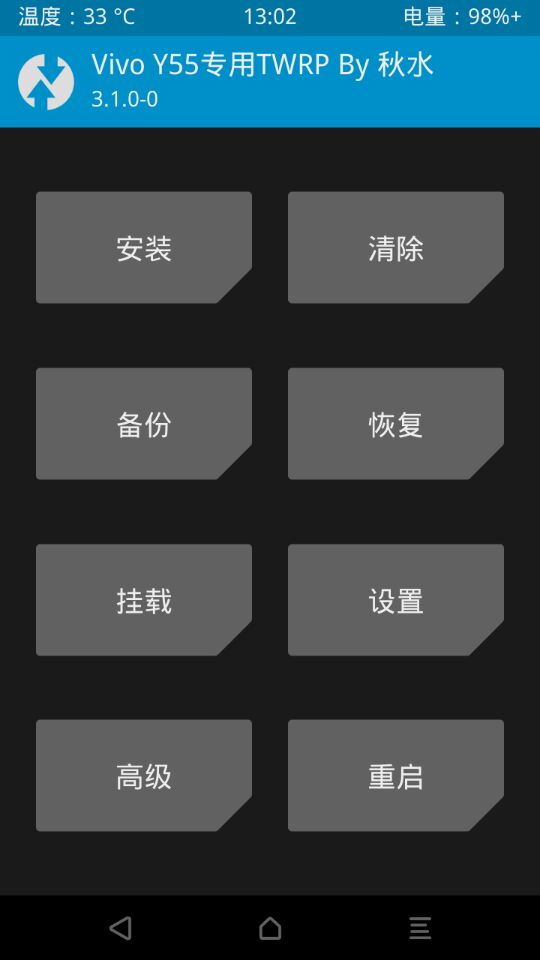 温度：33 °C 13:02 电量：98%+
Vivo Y55专用TWRP By 秋水
3.1.0-0
安装 清除
备份 恢复
挂载 设置
高级 重启